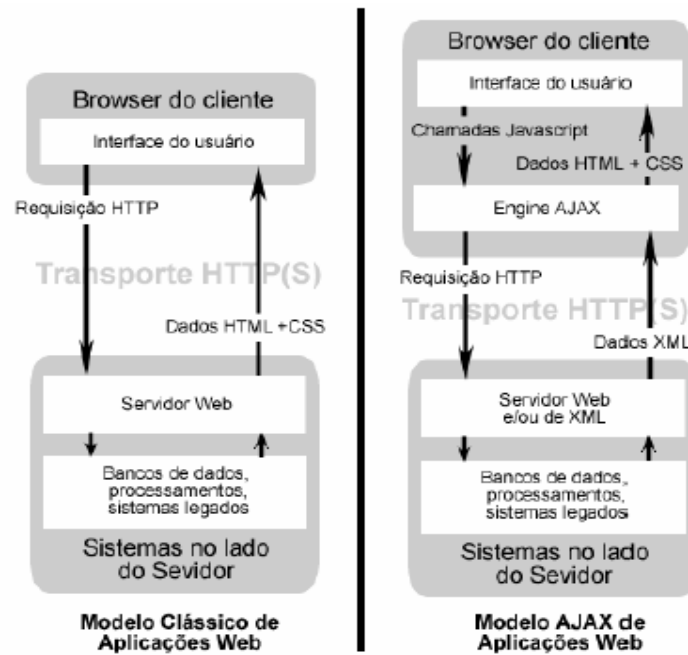 Browser do cliente
Interface do usuário
Requisição HTTP
Transporte HTTP(S)
Dados HTML +CSS
Servidor Web
Bancos de dados,
processamentos,
sistemas legados
Sistemas no lado
do Sevidor
Modelo Clássico de
Aplicações Web
Browser do cliente
Interface do usuário
Chamadas Javascript
Dados HTML + CSS
Engine AJAX
Requisição HTTP
Transporte HTTP(S)
Dados XML
Servidor Web
e/ou de XML
Bancos de dados,
processamentos,
sistemas legados
Sistemas no lado
do Sevidor
Modelo AJAX de
Aplicações Web